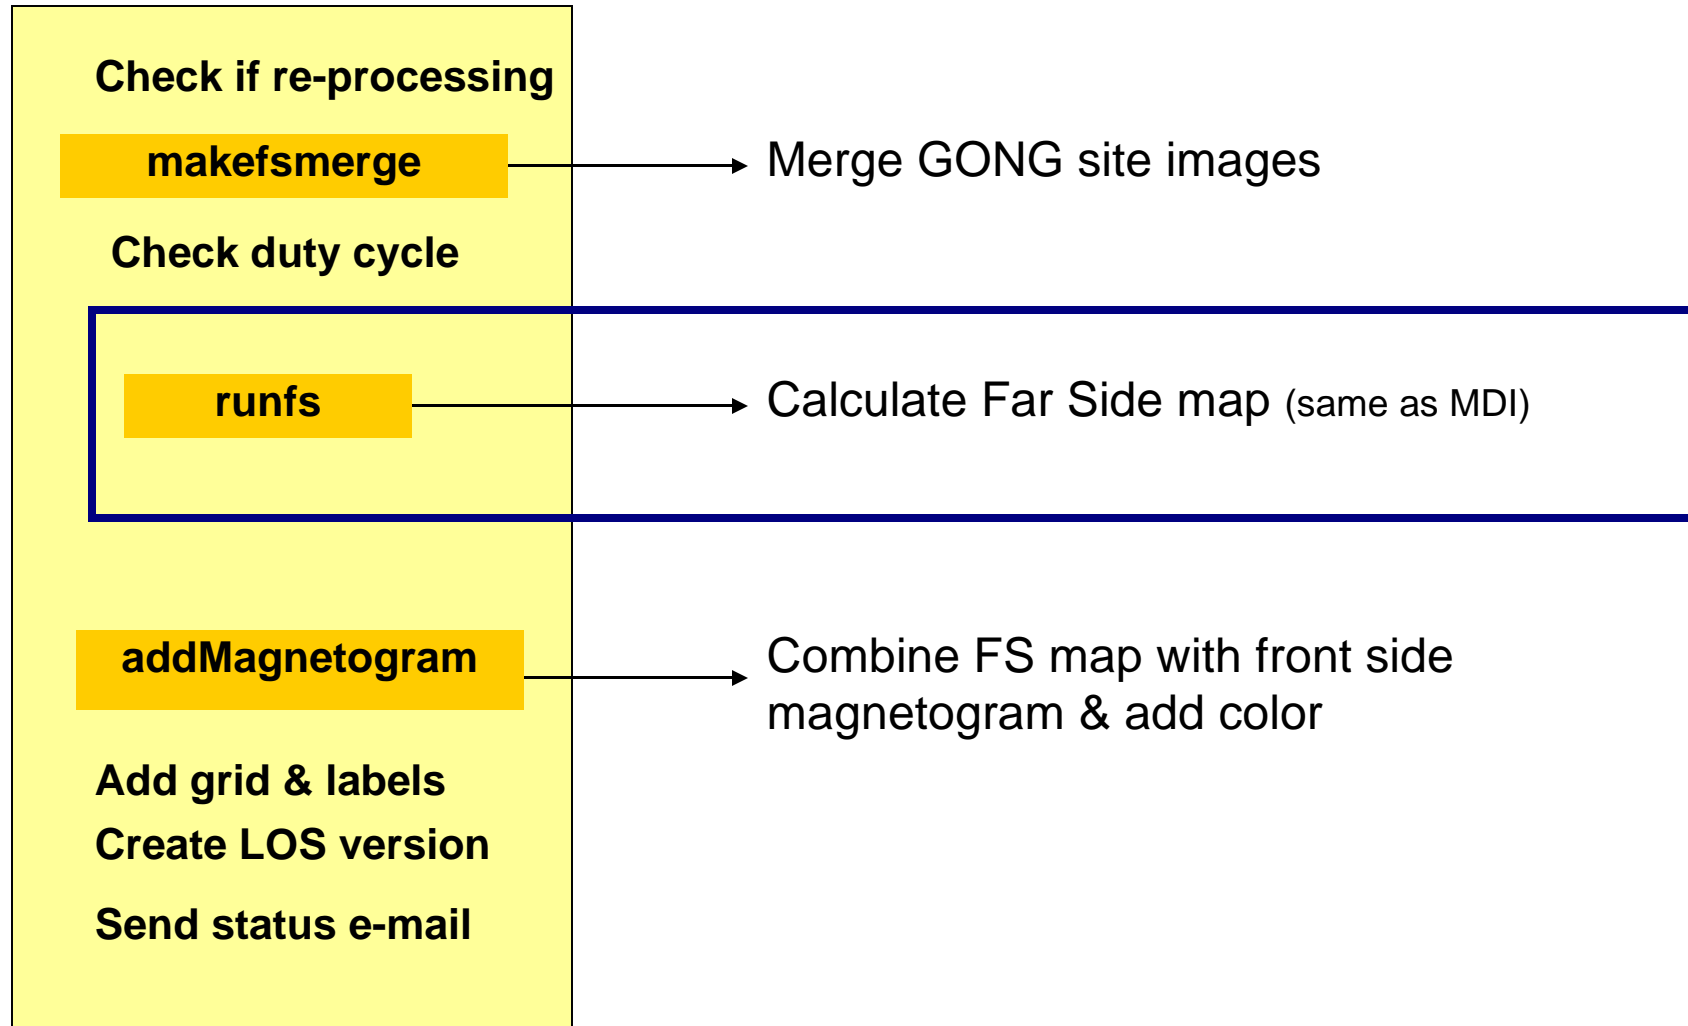 Check if re-processing
makefsmerge
Merge GONG site images
Check duty cycle
runfs
Calculate Far Side map (same as MDI)
addMagnetogram
Combine FS map with front side
magnetogram & add color
Add grid & labels
Create LOS version
Send status e-mail